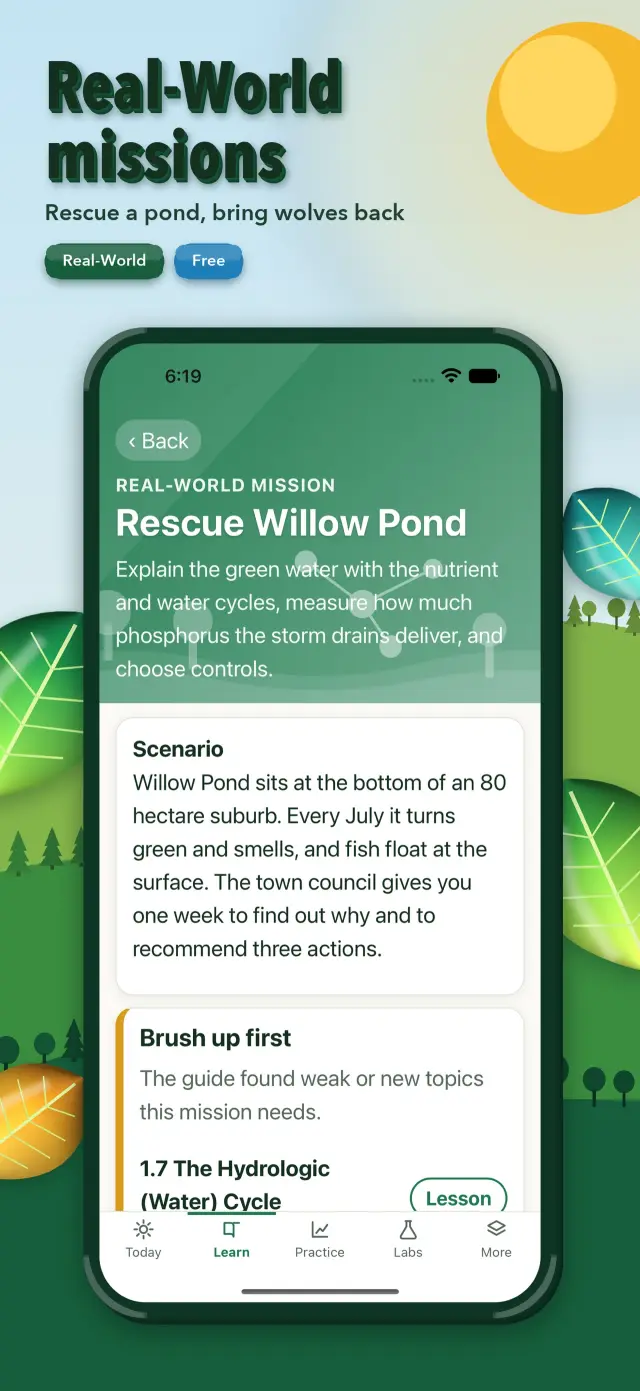 Real-World
missions
Rescue a pond, bring wolves back
Real-World
Free
6:19
‹ Back
REAL-WORLD MISSION
Rescue Willow Pond
Explain the green water with the nutrient
and water cycles, measure how much
phosphorus the storm drains deliver, and
choose controls.
Scenario
Willow Pond sits at the bottom of an 80
hectare suburb. Every July it turns
green and smells, and fish float at the
surface. The town council gives you
one week to find out why and to
recommend three actions.
Brush up first
The guide found weak or new topics
this mission needs.
1.7 The Hydrologic
(Water) Cycle
Lesson
Today
Learn
Practice
Labs
More